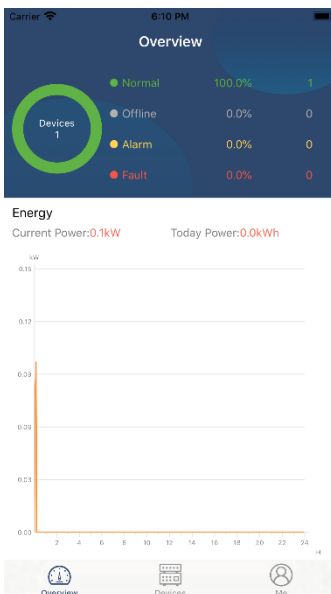 Carrier 6:10 PM
Overview
Normal 100.0% 1
Offline 0.0% 0
Alarm 0.0% 0
Fault 0.0% 0
Devices
1
Energy
Current Power:0.1kW Today Power:0.0kWh
kW
0.15
0.12
0.09
0.06
0.03
0.00
2 4 6 8 10 12 14 16 18 20 22 24
H
Overview Devices Me